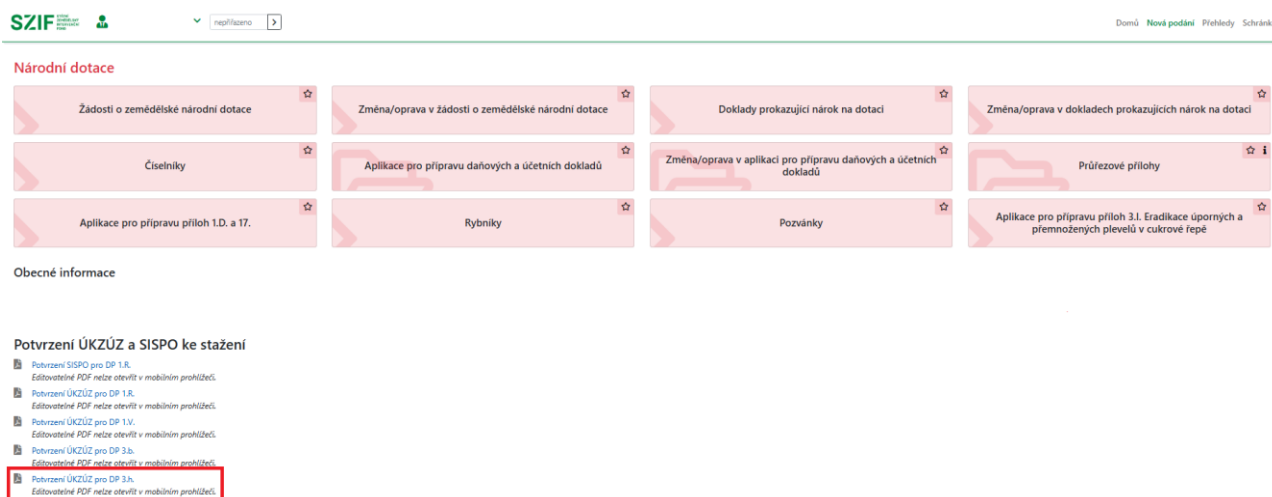 SZIF STÁTNÍ ZEMĚDĚLSKÝ INTERVENČNÍ FOND
nepřiřazeno
Domů Nová podání Přehledy Schránk
Národní dotace
Žádosti o zemědělské národní dotace
Změna/oprava v žádosti o zemědělské národní dotace
Doklady prokazující nárok na dotaci
Změna/oprava v dokladech prokazujících nárok na dotaci
Číselníky
Aplikace pro přípravu daňových a účetních dokladů
Změna/oprava v aplikaci pro přípravu daňových a účetních
dokladů
Průřezové přílohy
Aplikace pro přípravu příloh 1.D. a 17.
Rybníky
Pozvánky
Aplikace pro přípravu příloh 3.I. Eradikace úporných a
přemnožených plevelů v cukrové řepě
Obecné informace
Potvrzení ÚKZÚZ a SISPO ke stažení
Potvrzení SISPO pro DP 1.R.
Editovatelné PDF nelze otevřít v mobilním prohlížeči.
Potvrzení ÚKZÚZ pro DP 1.R.
Editovatelné PDF nelze otevřít v mobilním prohlížeči.
Potvrzení ÚKZÚZ pro DP 1.V.
Editovatelné PDF nelze otevřít v mobilním prohlížeči.
Potvrzení ÚKZÚZ pro DP 3.b.
Editovatelné PDF nelze otevřít v mobilním prohlížeči.
Potvrzení ÚKZÚZ pro DP 3.h.
Editovatelné PDF nelze otevřít v mobilním prohlížeči.